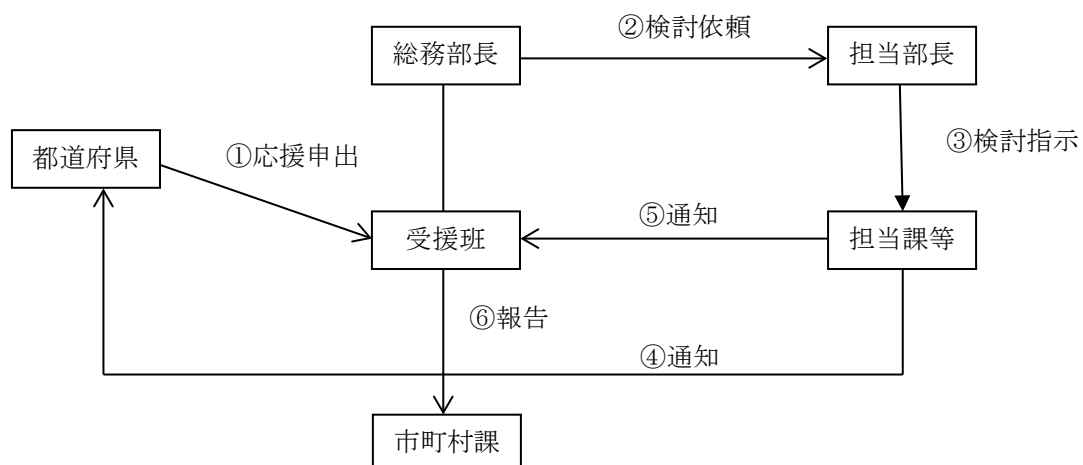 ②検討依頼
総務部長
担当部長
③検討指示
都道府県
①応援申出
⑤通知
受援班
担当課等
⑥報告
④通知
市町村課